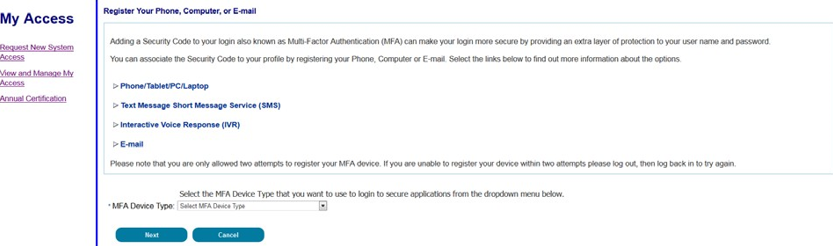 My Access
Request New System
Access
View and Manage My
Access
Annual Certification
Register Your Phone, Computer, or E-mail
Adding a Security Code to your login also known as Multi-Factor Authentication (MFA) can make your login more secure by providing an extra layer of protection to your user name and password.
You can associate the Security Code to your profile by registering your Phone, Computer or E-mail. Select the links below to find out more information about the options.
Phone/Tablet/PC/Laptop
Text Message Short Message Service (SMS)
Interactive Voice Response (IVR)
E-mail
Please note that you are only allowed two attempts to register your MFA device. If you are unable to register your device within two attempts please log out, then log back in to try again.
Select the MFA Device Type that you want to use to login to secure applications from the dropdown menu below.
* MFA Device Type: Select MFA Device Type
Next Cancel